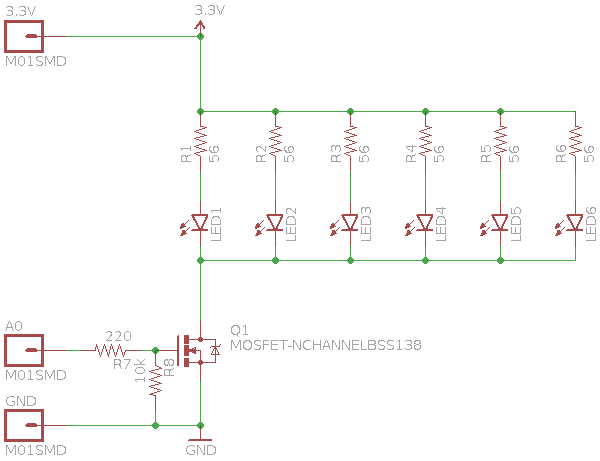 3.3V
3.3V
M01SMD
R1
56
R2
56
R3
56
R4
56
R5
56
R6
56
LED1
LED2
LED3
LED4
LED5
LED6
A0
220
Q1
MOSFET-NCHANNELBSS138
R7
10K
R8
M01SMD
GND
M01SMD
GND